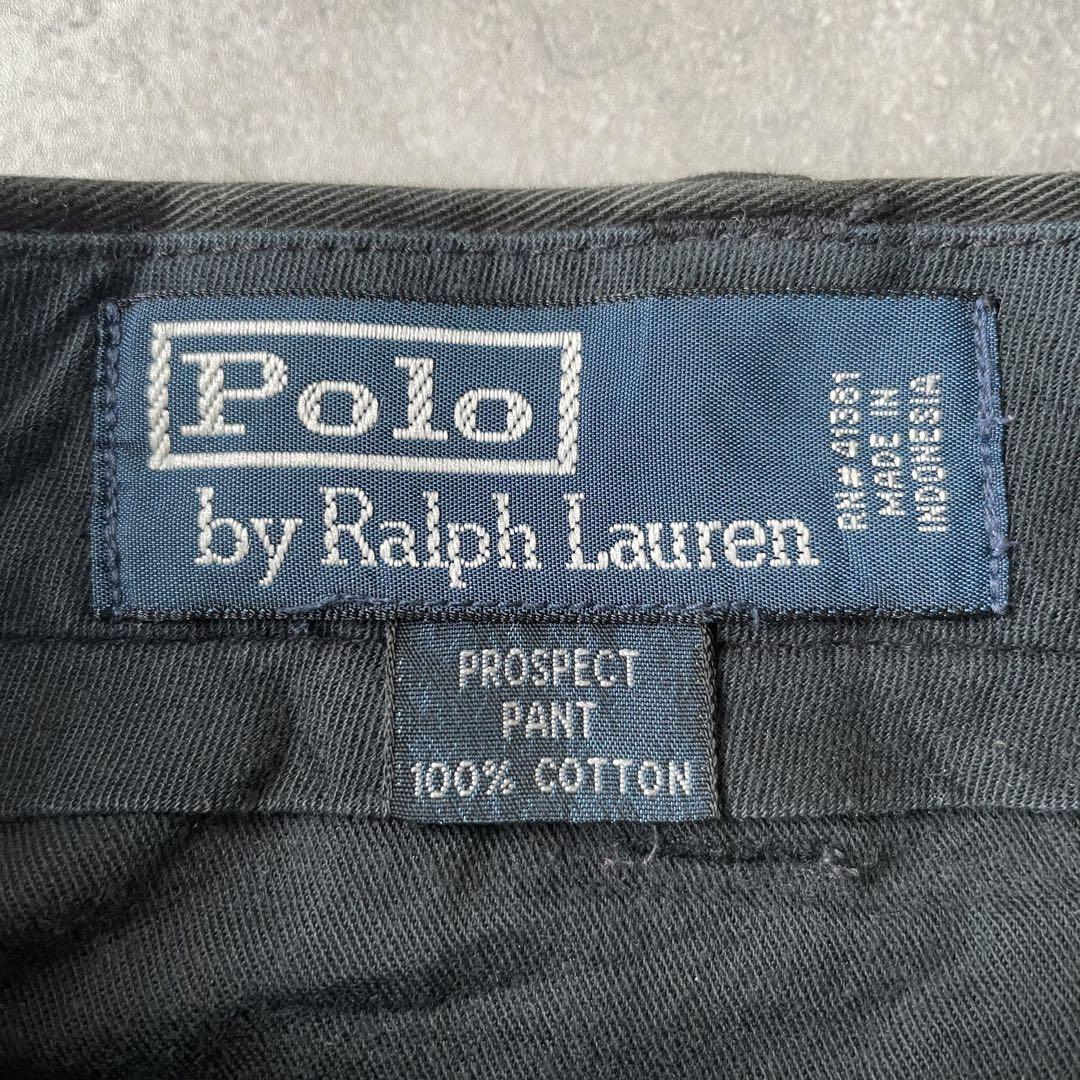 Polo
by Ralph Lauren
RN# 41381
MADE IN
INDONESIA
PROSPECT
PANT
100% COTTON